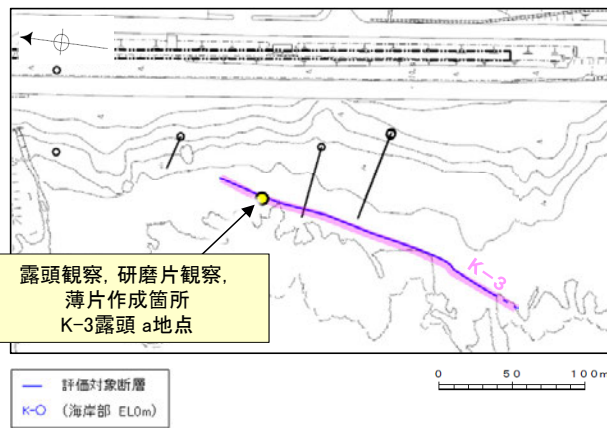 露頭観察, 研磨片観察,
薄片作成箇所
K-3露頭 a地点
K-3
評価対象断層
K-○ (海岸部 EL0m)
0 50 100m